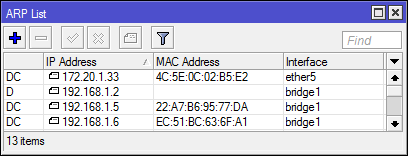 ARP List
Find
IP Address MAC Address Interface
DC 172.20.1.33 4C:5E:0C:02:B5:E2 ether5
D 192.168.1.2 bridge1
DC 192.168.1.5 22:A7:B6:95:77:DA bridge1
DC 192.168.1.6 EC:51:BC:63:6F:A1 bridge1
13 items